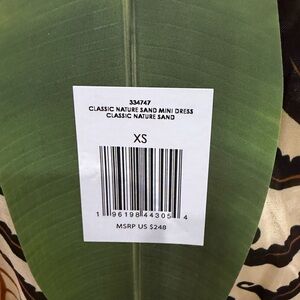 334747
CLASSIC NATURE SAND MINI DRESS
CLASSIC NATURE SAND
XS
1 96198 44305 4
MSRP US $248